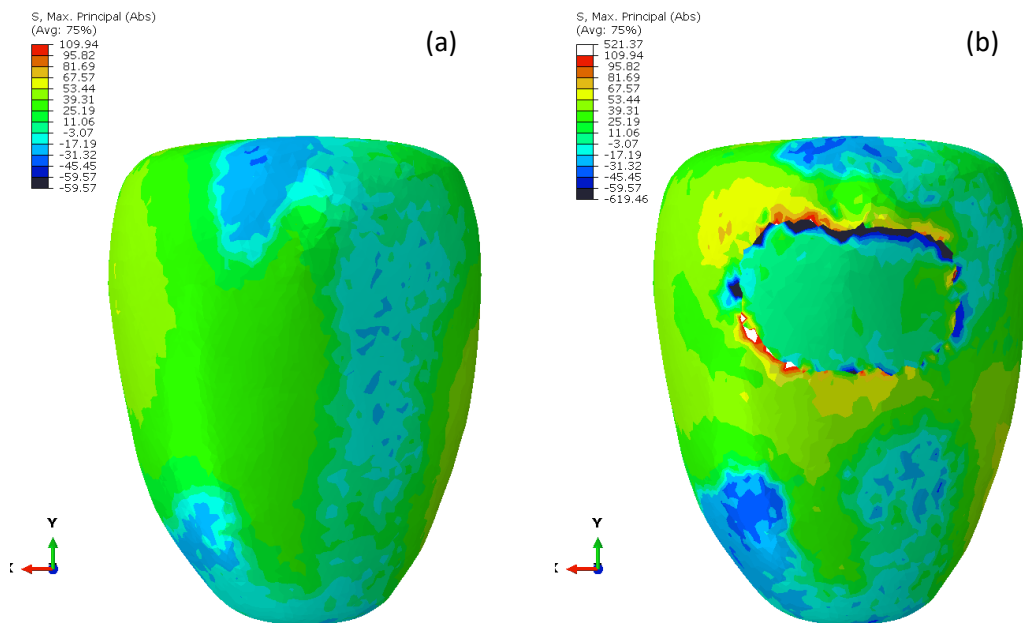 S, Max. Principal (Abs)
(Avg: 75%)
109.94
95.82
81.69
67.57
53.44
39.31
25.19
11.06
-3.07
-17.19
-31.32
-45.45
-59.57
(a)
Y
X
S, Max. Principal (Abs)
(Avg: 75%)
521.37
109.94
95.82
81.69
67.57
53.44
39.31
25.19
11.06
-3.07
-17.19
-31.32
-45.45
-59.57
-619.46
(b)
Y
X